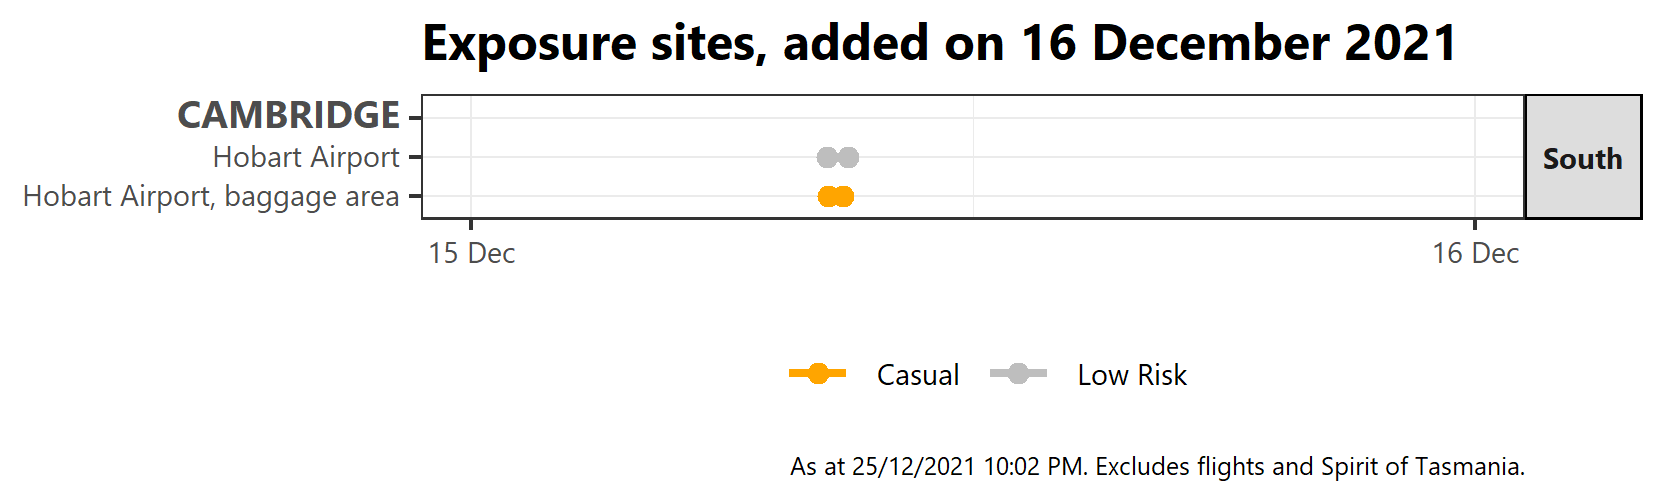 Exposure sites, added on 16 December 2021
CAMBRIDGE
Hobart Airport
Hobart Airport, baggage area
South
15 Dec
16 Dec
Casual
Low Risk
As at 25/12/2021 10:02 PM. Excludes flights and Spirit of Tasmania.